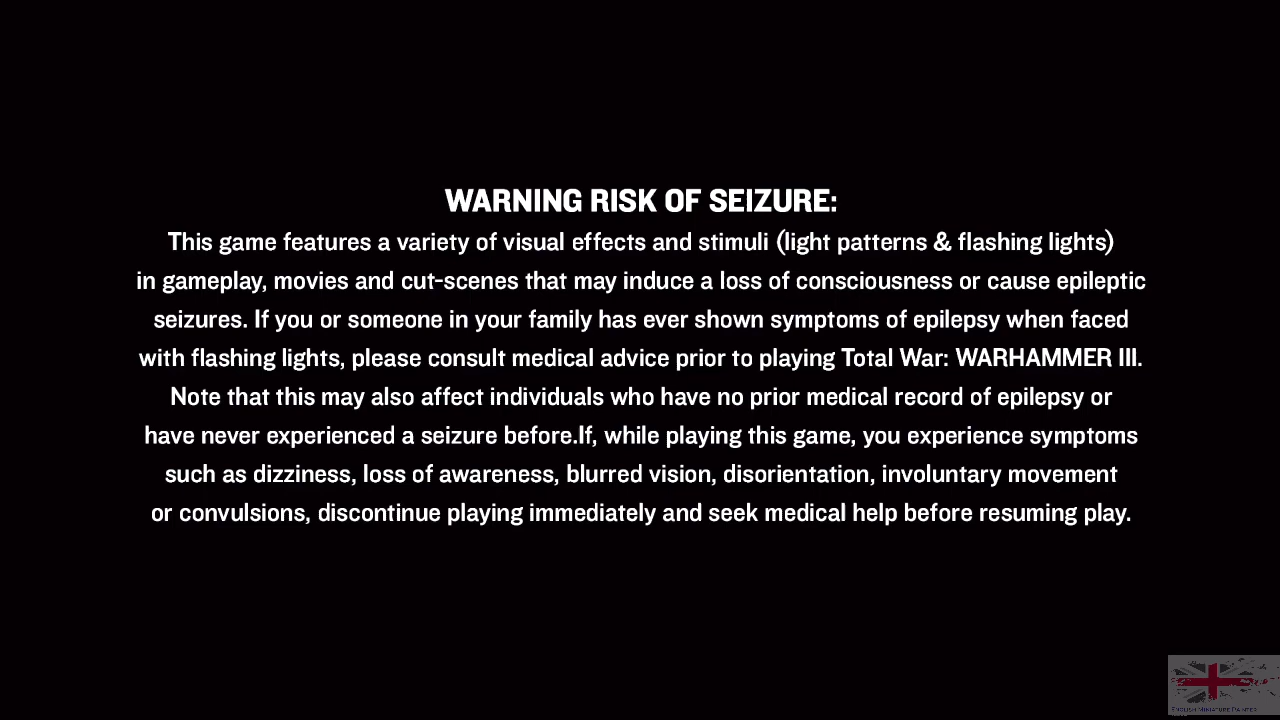 WARNING RISK OF SEIZURE:
This game features a variety of visual effects and stimuli (light patterns & flashing lights)
in gameplay, movies and cut-scenes that may induce a loss of consciousness or cause epileptic
seizures. If you or someone in your family has ever shown symptoms of epilepsy when faced
with flashing lights, please consult medical advice prior to playing Total War: WARHAMMER III.
Note that this may also affect individuals who have no prior medical record of epilepsy or
have never experienced a seizure before.If, while playing this game, you experience symptoms
such as dizziness, loss of awareness, blurred vision, disorientation, involuntary movement
or convulsions, discontinue playing immediately and seek medical help before resuming play.
ENGLISH MINIATURE PAINTER